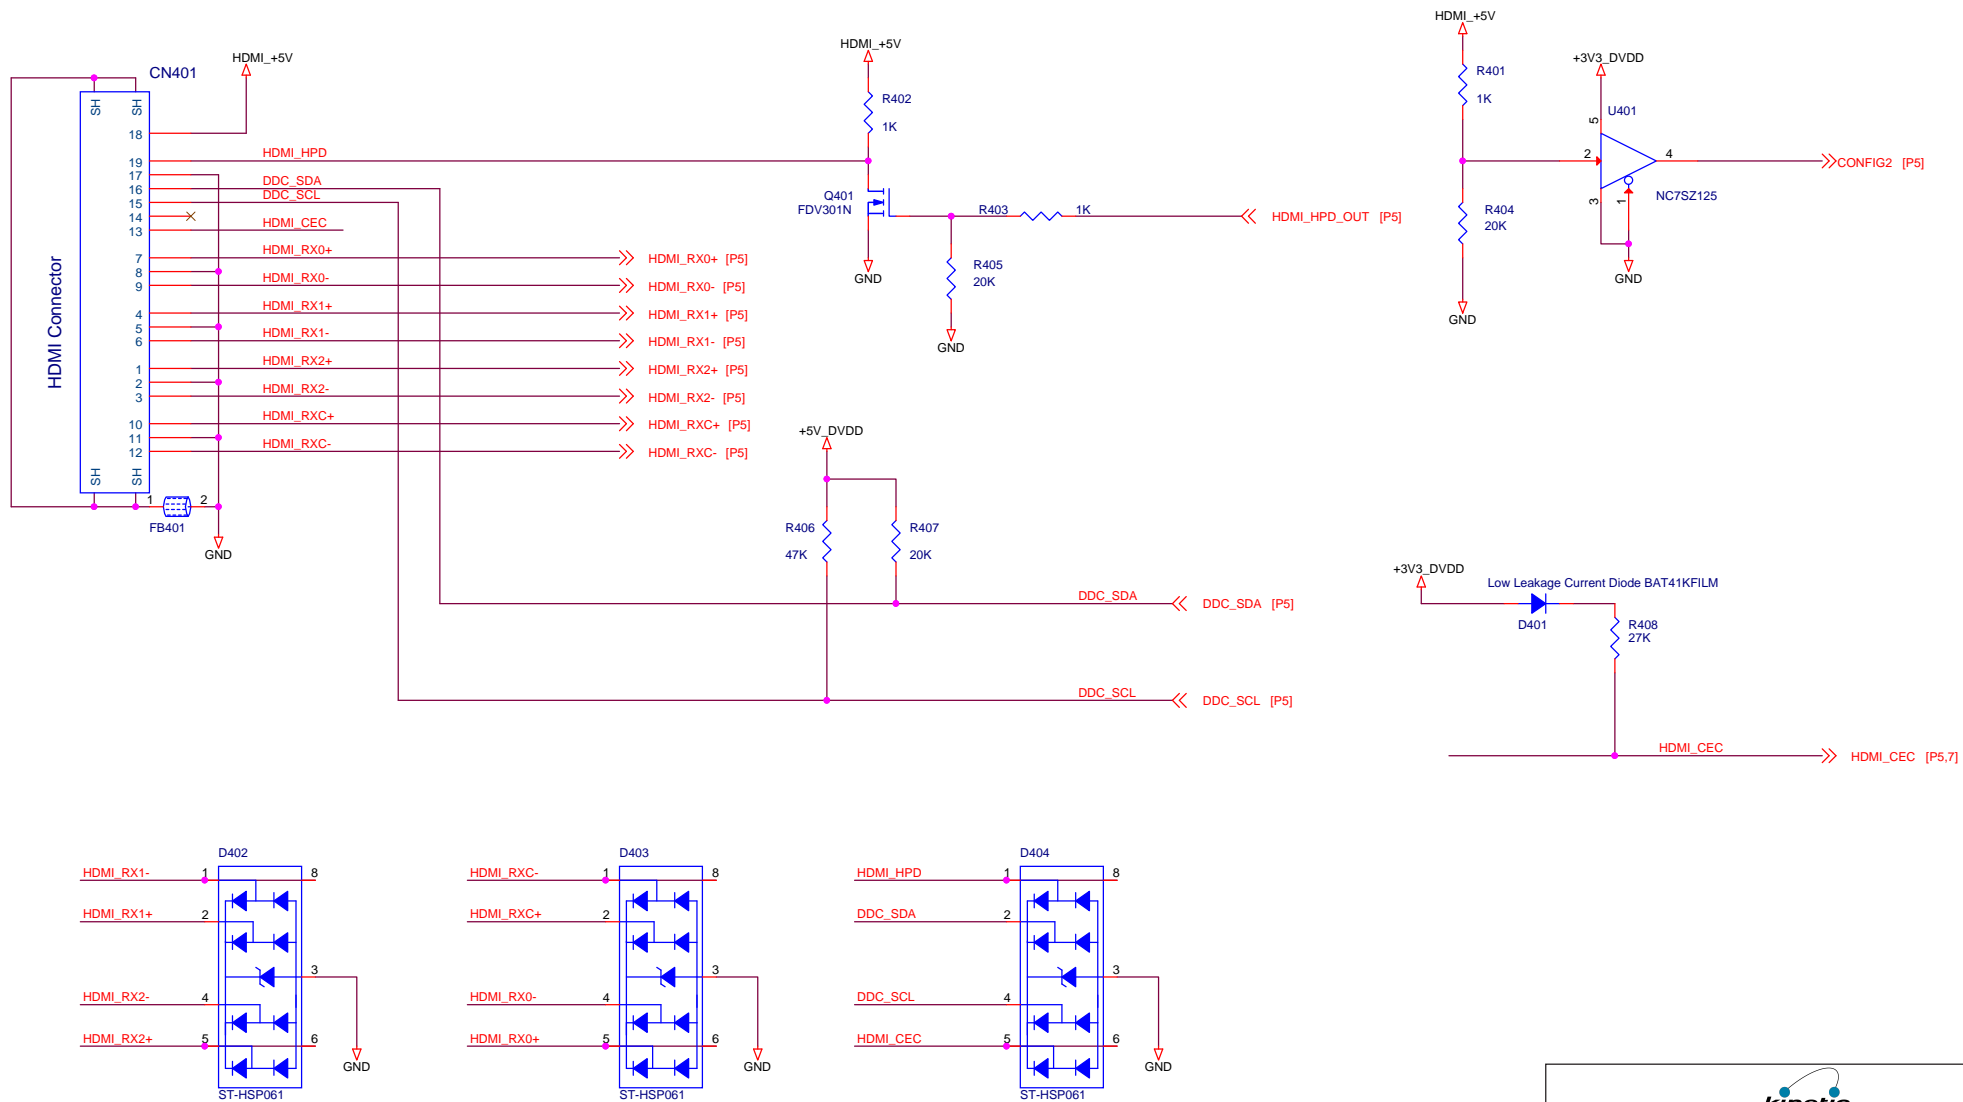 HDMI_+5V
CN401
HDMI Connector
SH SH
18
19 HDMI_HPD
17
16 DDC_SDA
15 DDC_SCL
14
13 HDMI_CEC
7 HDMI_RX0+ HDMI_RX0+ [P5]
8
9 HDMI_RX0- HDMI_RX0- [P5]
4 HDMI_RX1+ HDMI_RX1+ [P5]
5
6 HDMI_RX1- HDMI_RX1- [P5]
1 HDMI_RX2+ HDMI_RX2+ [P5]
2
3 HDMI_RX2- HDMI_RX2- [P5]
10 HDMI_RXC+ HDMI_RXC+ [P5]
11
12 HDMI_RXC- HDMI_RXC- [P5]
SH SH
1 2
FB401
GND
HDMI_+5V
R402
1K
Q401
FDV301N
R403 1K
HDMI_HPD_OUT [P5]
R405
20K
GND
GND
HDMI_+5V
R401
1K
R404
20K
GND
+3V3_DVDD
U401
5
2 4
3 1
NC7SZ125
CONFIG2 [P5]
GND
+5V_DVDD
R406
47K
R407
20K
DDC_SDA DDC_SDA [P5]
DDC_SCL DDC_SCL [P5]
+3V3_DVDD
Low Leakage Current Diode BAT41KFILM
D401
R408
27K
HDMI_CEC HDMI_CEC [P5,7]
D402
HDMI_RX1- 1 8
HDMI_RX1+ 2
3
HDMI_RX2- 4
HDMI_RX2+ 5 6
GND
ST-HSP061
D403
HDMI_RXC- 1 8
HDMI_RXC+ 2
3
HDMI_RX0- 4
HDMI_RX0+ 5 6
GND
ST-HSP061
D404
HDMI_HPD 1 8
DDC_SDA 2
3
DDC_SCL 4
HDMI_CEC 5 6
GND
ST-HSP061
kinetic